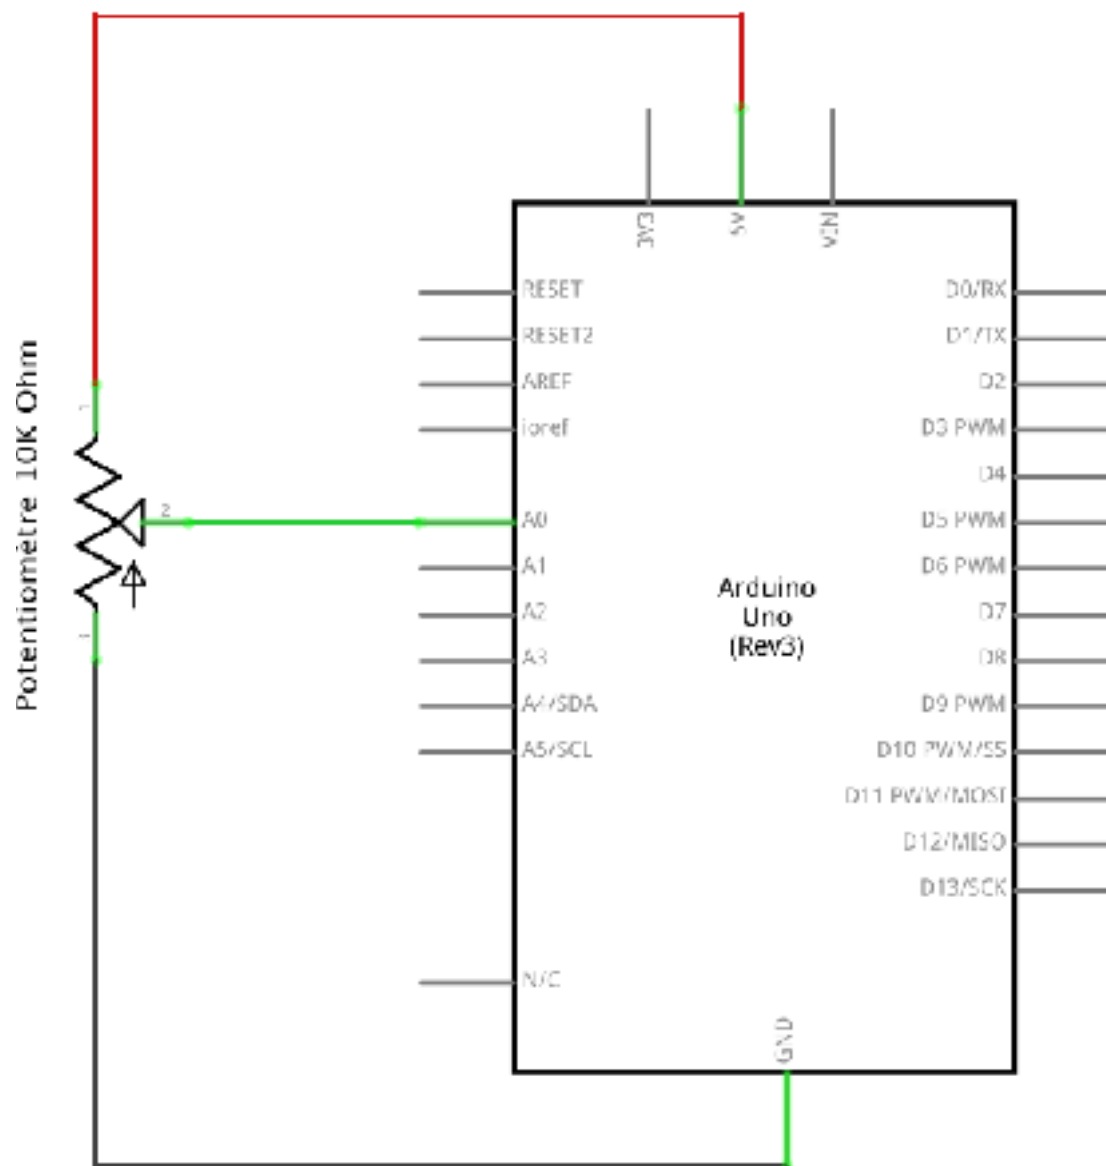 3V3
5V
VIN
RESET
RESET2
AREF
ioref
A0
A1
A2
A3
A4/SDA
A5/SCL
N/C
D0/RX
D1/TX
D2
D3 PWM
D4
D5 PWM
D6 PWM
D7
D8
D9 PWM
D10 PWM/SS
D11 PWM/MOSI
D12/MISO
D13/SCK
GND
Arduino
Uno
(Rev3)
Potentiomètre 10K Ohm
2